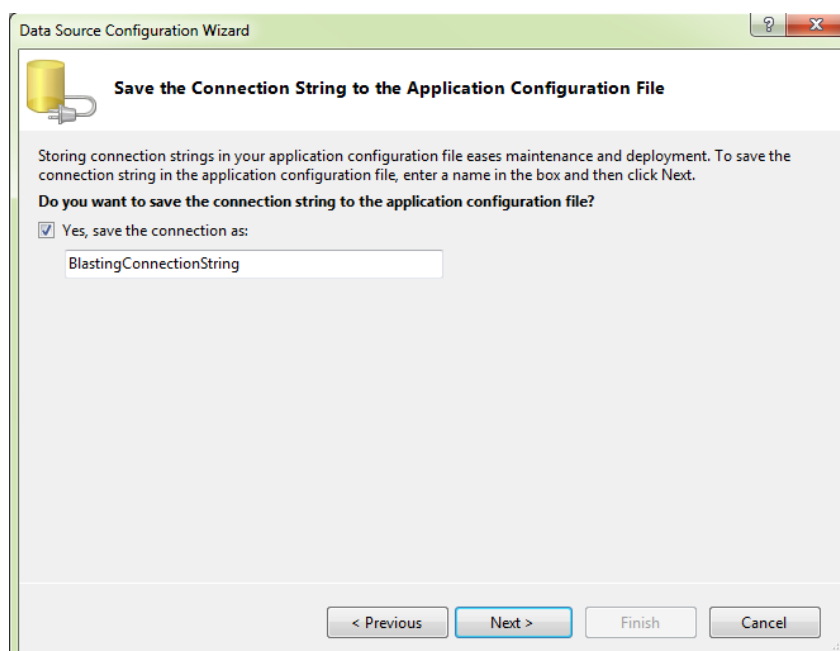 Data Source Configuration Wizard
?
Save the Connection String to the Application Configuration File
Storing connection strings in your application configuration file eases maintenance and deployment. To save the
connection string in the application configuration file, enter a name in the box and then click Next.
Do you want to save the connection string to the application configuration file?
Yes, save the connection as:
BlastingConnectionString
< Previous
Next >
Finish
Cancel